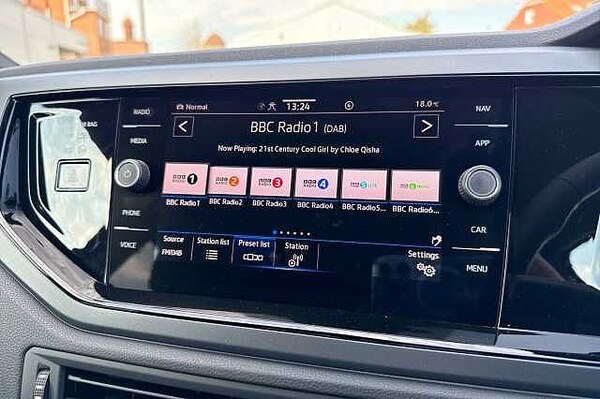 RADIO
MEDIA
PHONE
VOICE
BAG
Normal
13:24
18.0°C
BBC Radio1 (DAB)
Now Playing: 21st Century Cool Girl by Chloe Qisha
BBC Radio1
BBC Radio2
BBC Radio3
BBC Radio4
BBC Radio5...
BBC Radio6...
Source
FM/DAB
Station list
Preset list
Station
Settings
NAV
APP
CAR
MENU